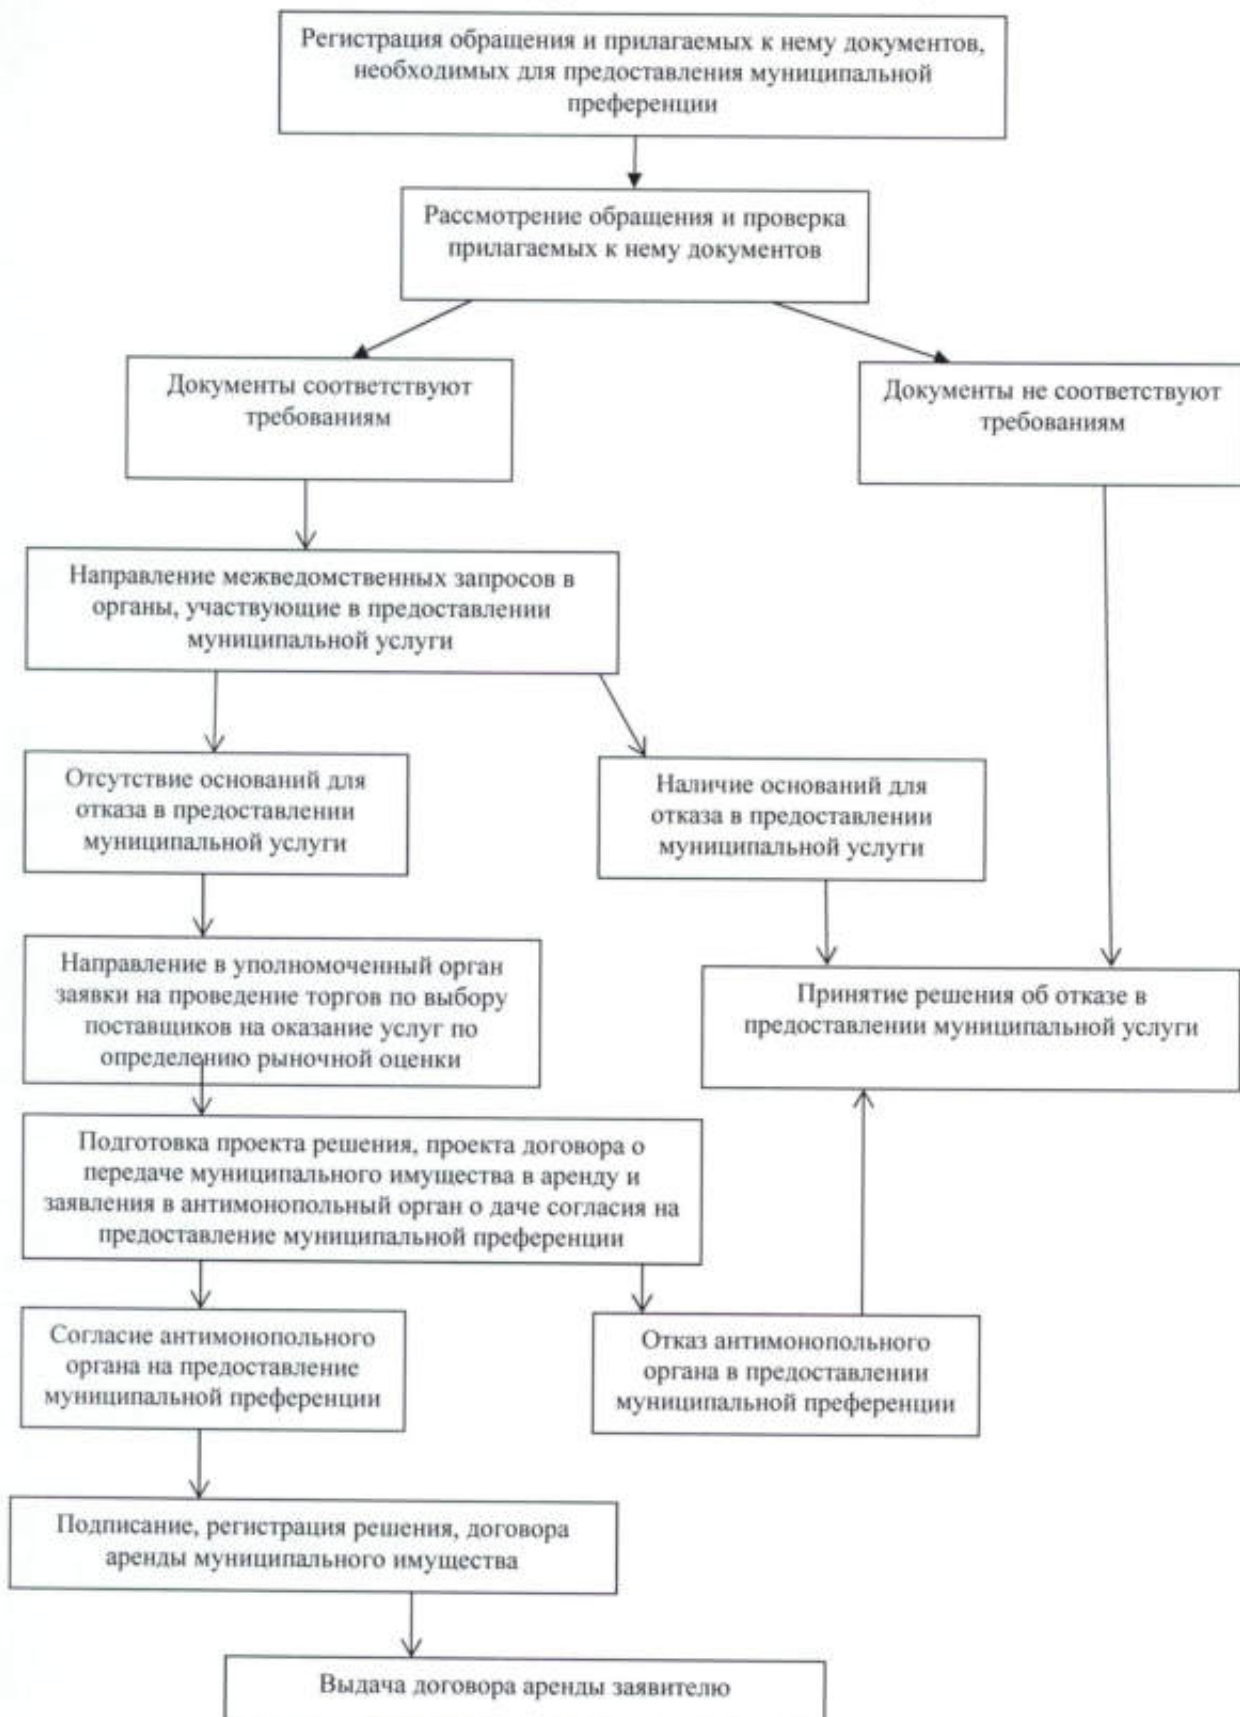 Регистрация обращения и прилагаемых к нему документов,
необходимых для предоставления муниципальной
преференции
Рассмотрение обращения и проверка
прилагаемых к нему документов
Документы соответствуют
требованиям
Документы не соответствуют
требованиям
Направление межведомственных запросов в
органы, участвующие в предоставлении
муниципальной услуги
Отсутствие оснований для
отказа в предоставлении
муниципальной услуги
Наличие оснований для
отказа в предоставлении
муниципальной услуги
Направление в уполномоченный орган
заявки на проведение торгов по выбору
поставщиков на оказание услуг по
определению рыночной оценки
Принятие решения об отказе в
предоставлении муниципальной услуги
Подготовка проекта решения, проекта договора о
передаче муниципального имущества в аренду и
заявления в антимонопольный орган о даче согласия на
предоставление муниципальной преференции
Согласие антимонопольного
органа на предоставление
муниципальной преференции
Отказ антимонопольного
органа в предоставлении
муниципальной преференции
Подписание, регистрация решения, договора
аренды муниципального имущества
Выдача договора аренды заявителю